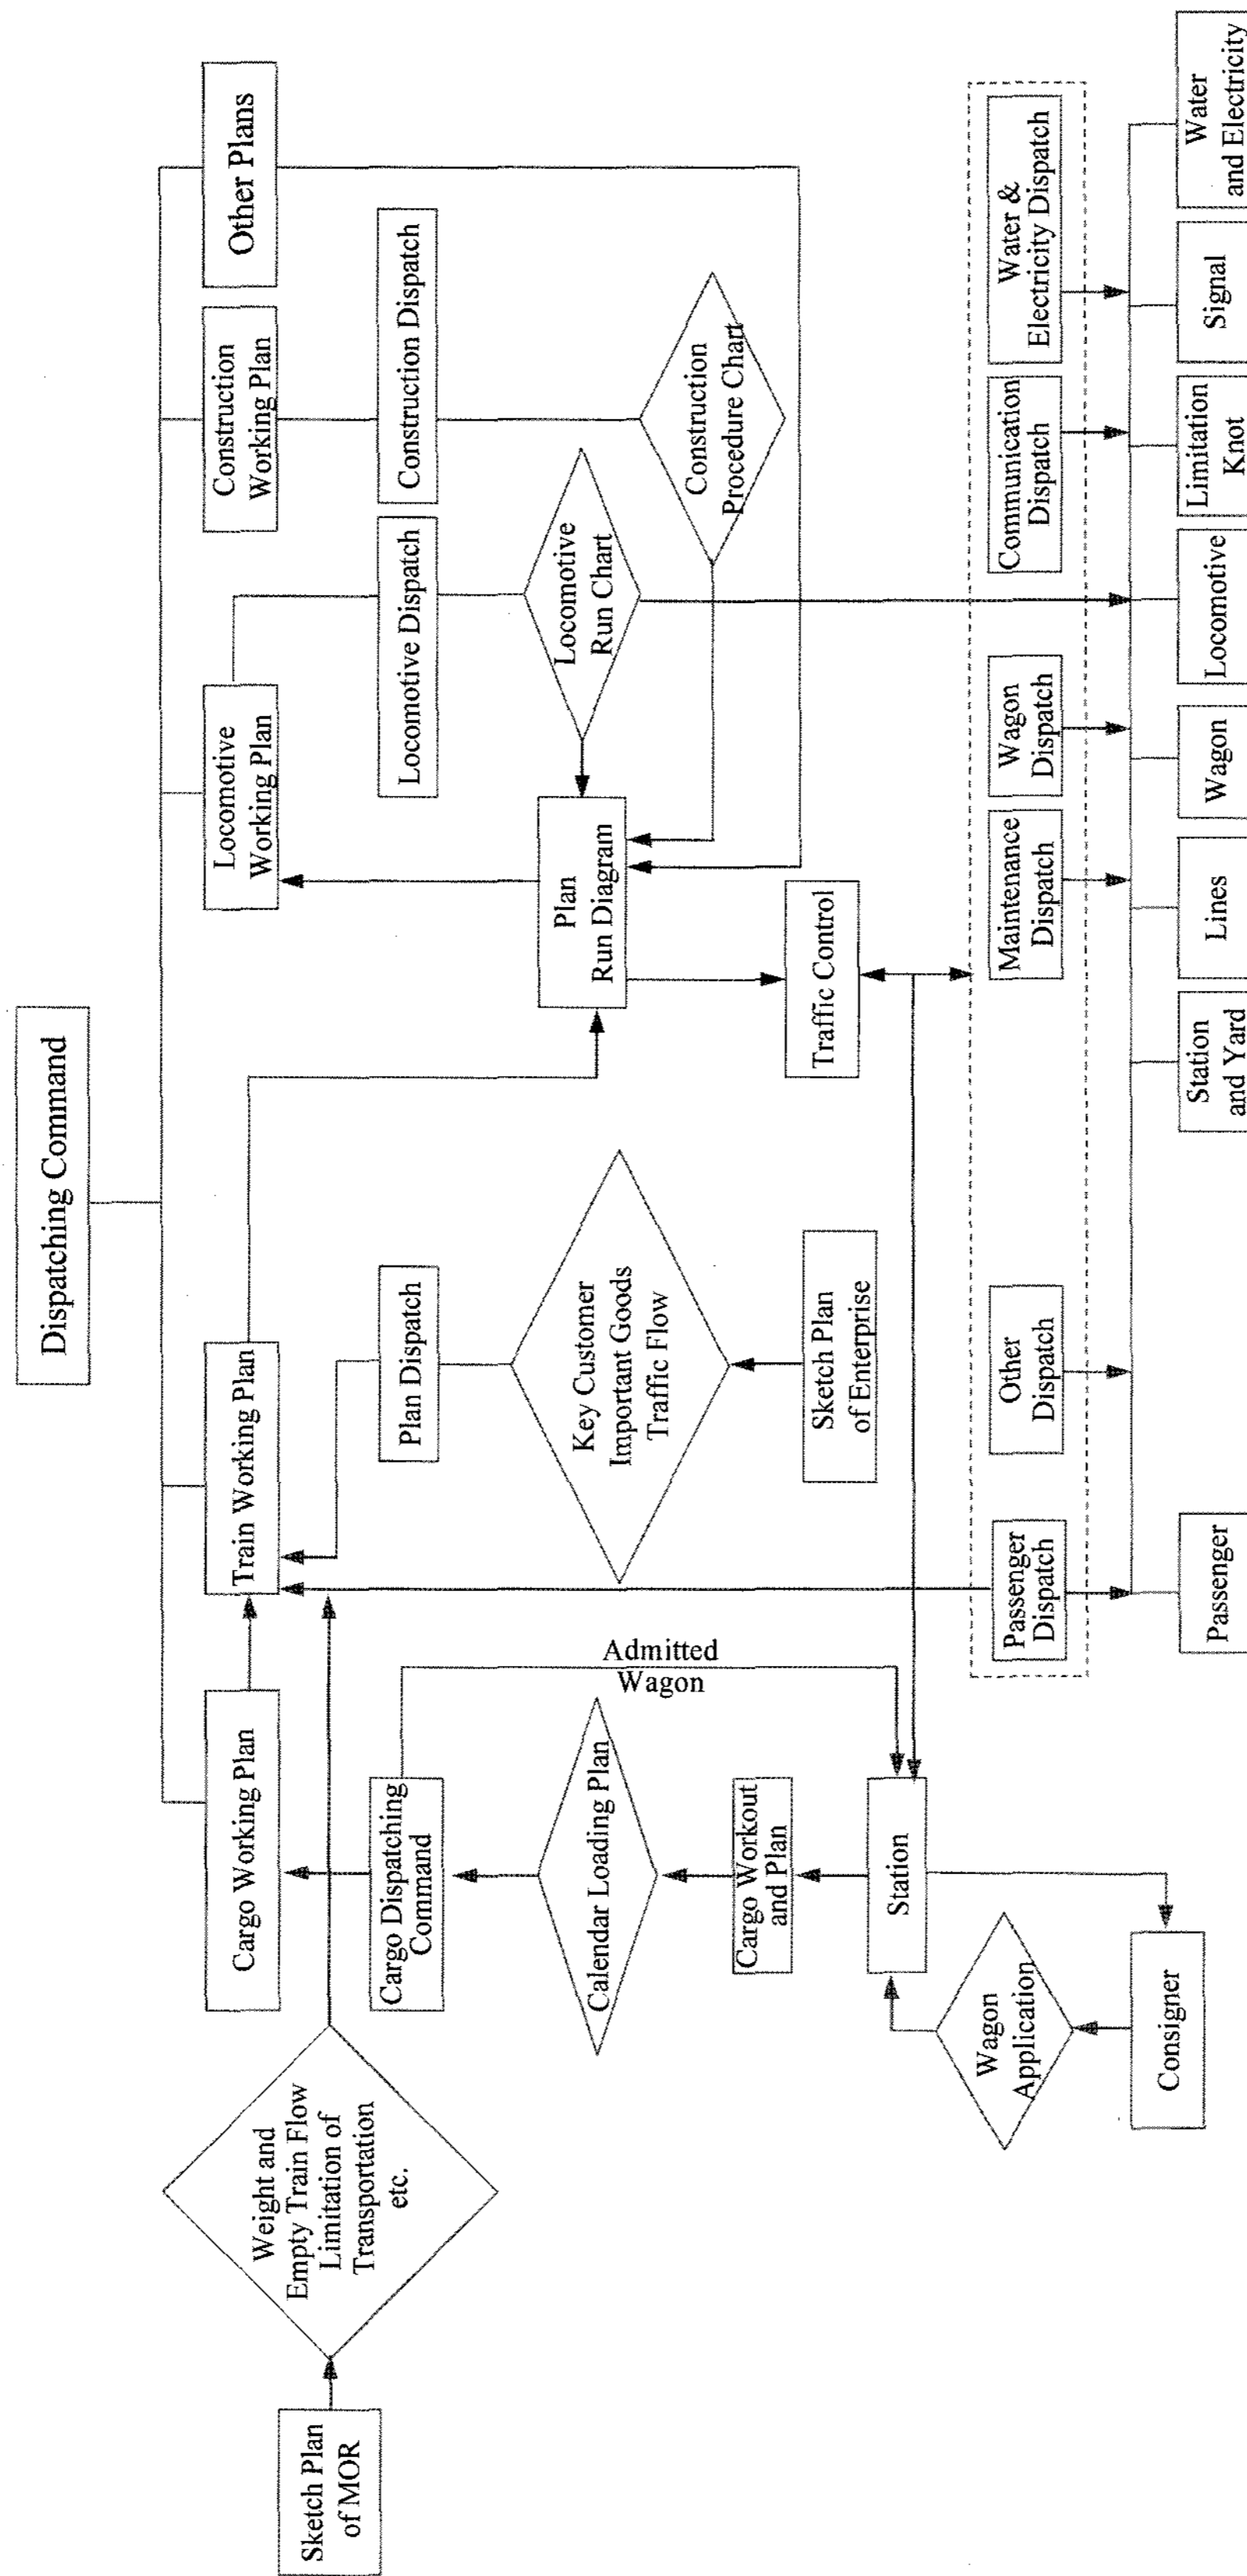 Dispatching Command
Cargo Working Plan
Train Working Plan
Locomotive
Working Plan
Construction
Working Plan
Other Plans
Sketch Plan
of MOR
Weight and
Empty Train Flow
Limitation of
Transportation
etc.
Cargo Dispatching
Command
Plan Dispatch
Locomotive Dispatch
Construction Dispatch
Admitted
Wagon
Calendar Loading Plan
Key Customer
Important Goods
Traffic Flow
Plan
Run Diagram
Locomotive
Run Chart
Construction
Procedure Chart
Cargo Workout
and Plan
Sketch Plan
of Enterprise
Traffic Control
Station
Wagon
Application
Consigner
Passenger
Dispatch
Other
Dispatch
Maintenance
Dispatch
Wagon
Dispatch
Communication
Dispatch
Water &
Electricity Dispatch
Passenger
Station
and Yard
Lines
Wagon
Locomotive
Limitation
Knot
Signal
Water
and Electricity